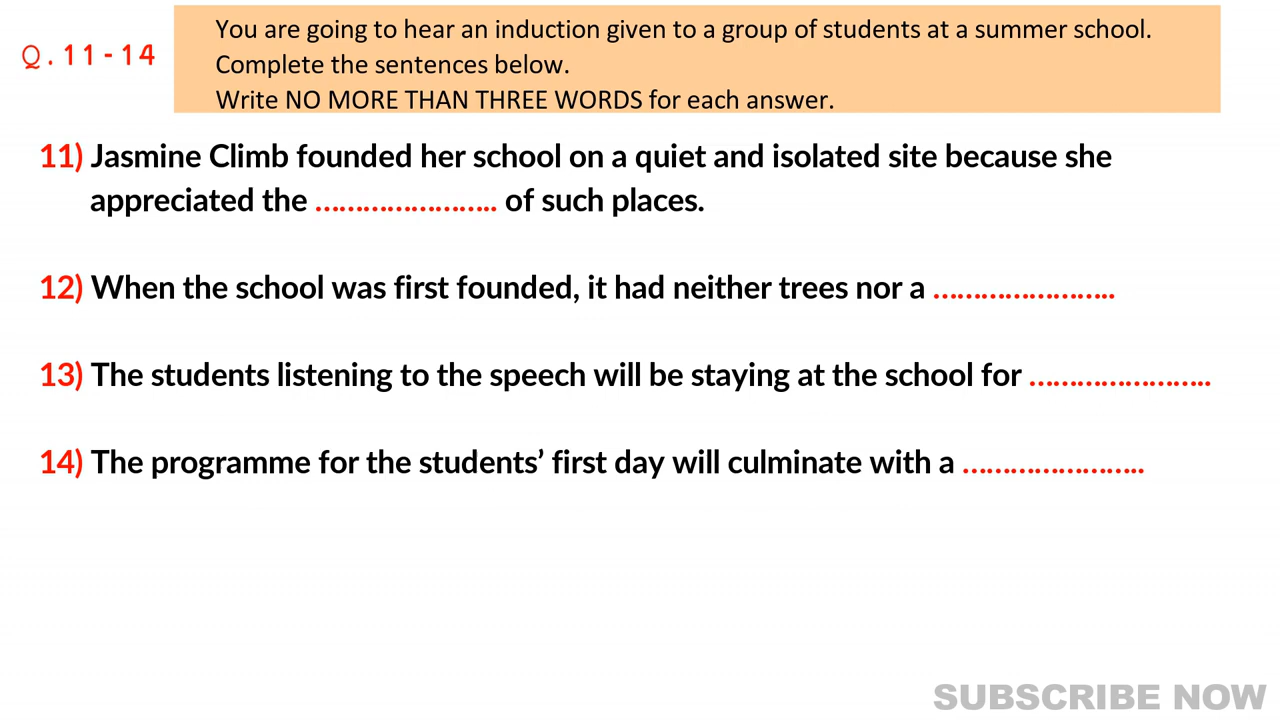 Q.11-14
You are going to hear an induction given to a group of students at a summer school.
Complete the sentences below.
Write NO MORE THAN THREE WORDS for each answer.
11) Jasmine Climb founded her school on a quiet and isolated site because she
appreciated the ………………….. of such places.
12) When the school was first founded, it had neither trees nor a …………………..
13) The students listening to the speech will be staying at the school for …………………..
14) The programme for the students’ first day will culminate with a …………………..
SUBSCRIBE NOW